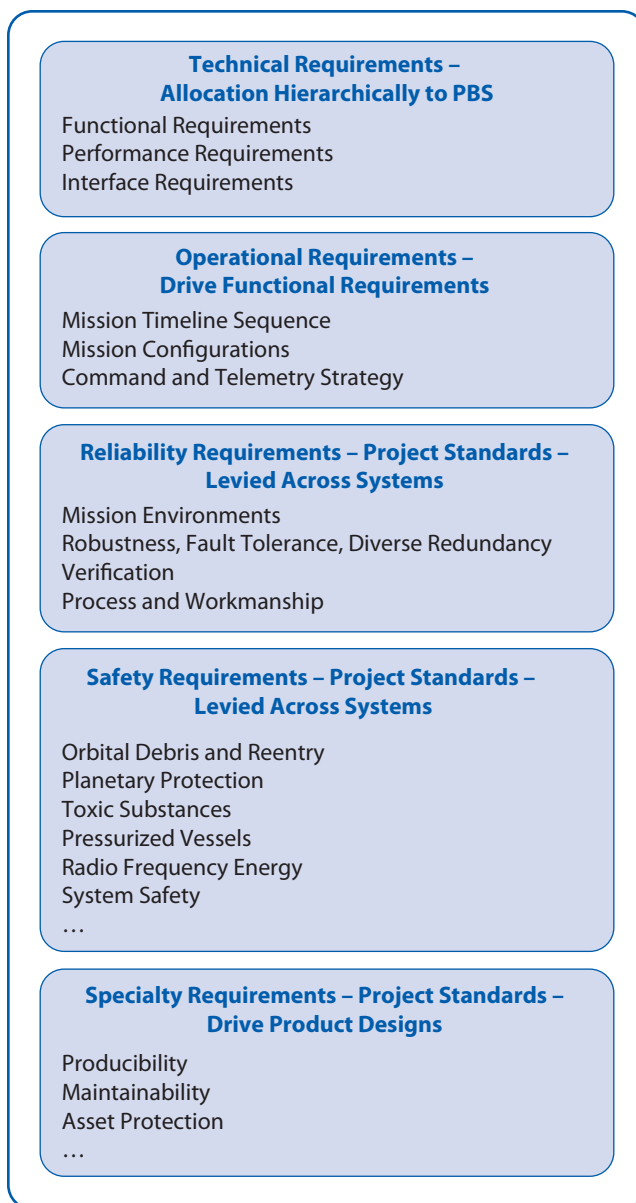 Technical Requirements –
Allocation Hierarchically to PBS
Functional Requirements
Performance Requirements
Interface Requirements
Operational Requirements –
Drive Functional Requirements
Mission Timeline Sequence
Mission Configurations
Command and Telemetry Strategy
Reliability Requirements – Project Standards –
Levied Across Systems
Mission Environments
Robustness, Fault Tolerance, Diverse Redundancy
Verification
Process and Workmanship
Safety Requirements – Project Standards –
Levied Across Systems
Orbital Debris and Reentry
Planetary Protection
Toxic Substances
Pressurized Vessels
Radio Frequency Energy
System Safety
…
Specialty Requirements – Project Standards –
Drive Product Designs
Producibility
Maintainability
Asset Protection
…